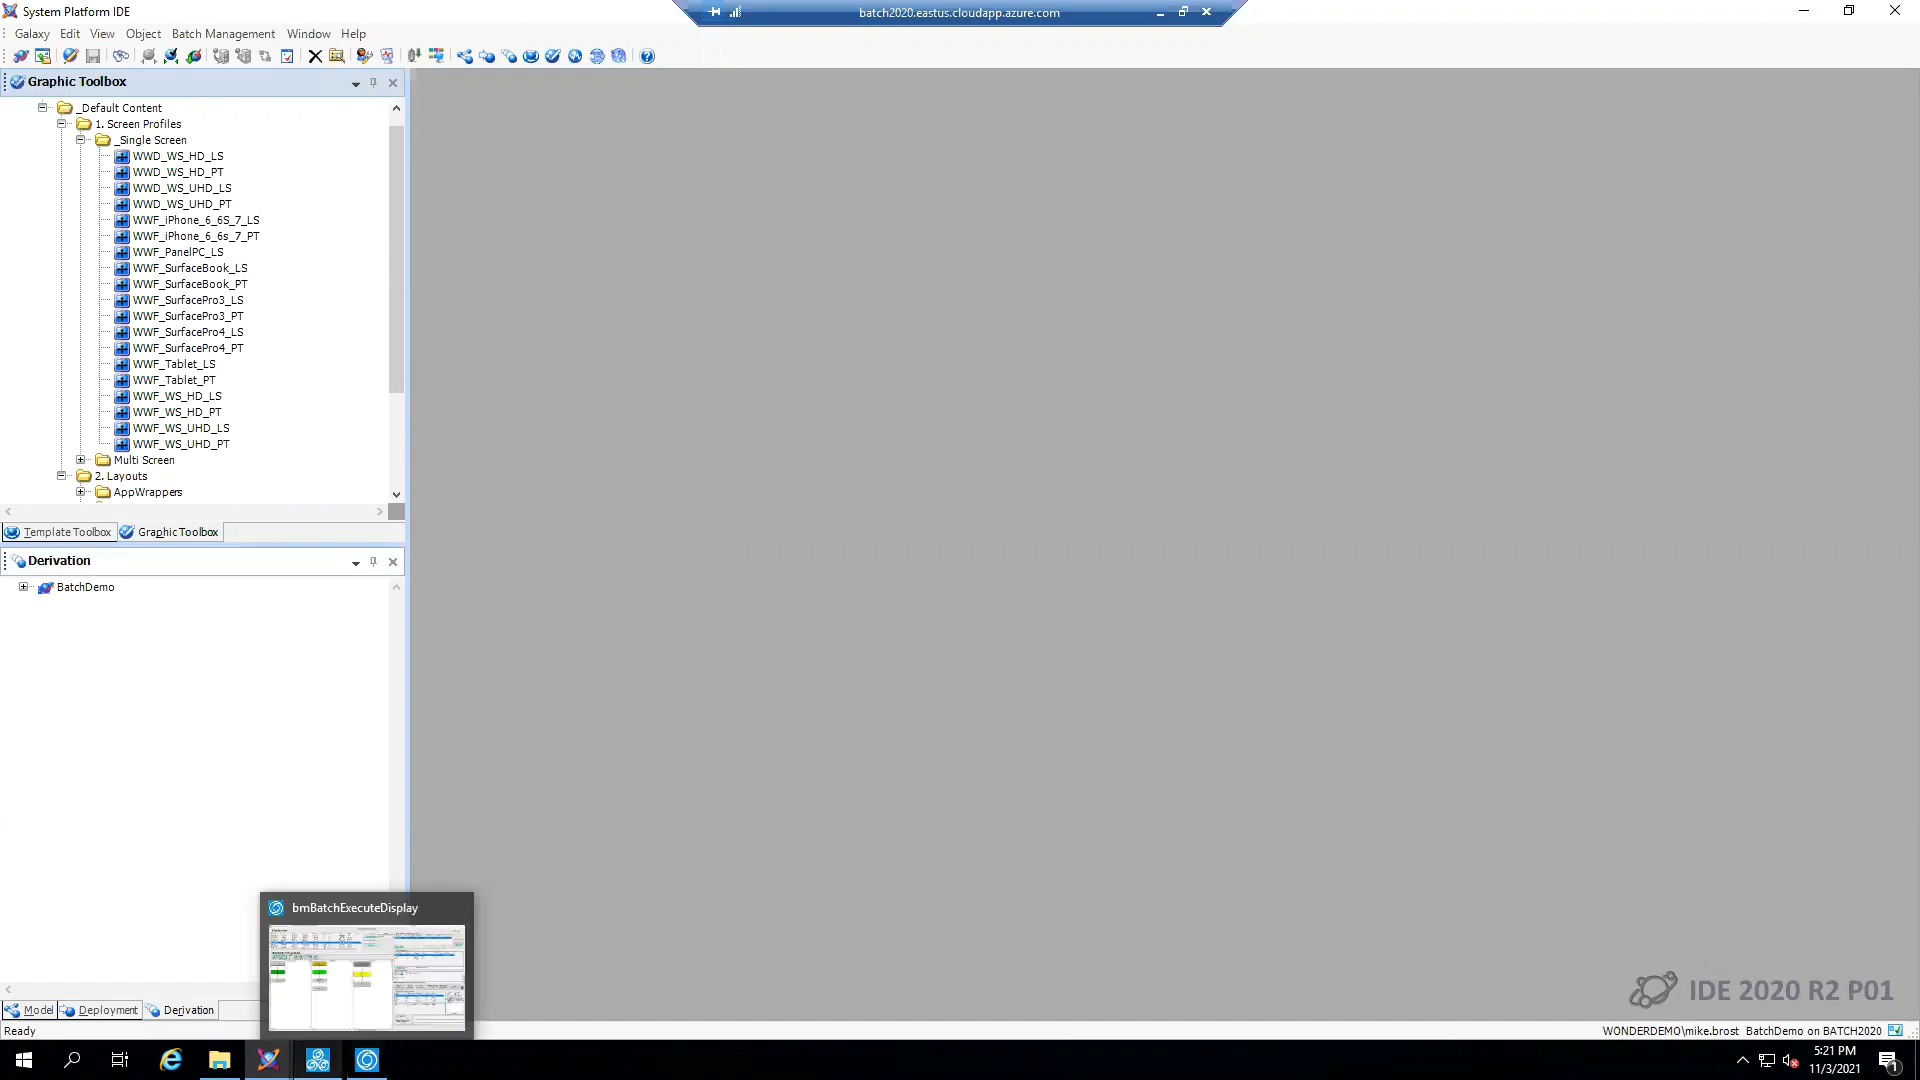 System Platform IDE
batch2020.eastus.cloudapp.azure.com
Galaxy Edit View Object Batch Management Window Help
Graphic Toolbox
_Default Content
1. Screen Profiles
_Single Screen
WWD_WS_HD_LS
WWD_WS_HD_PT
WWD_WS_UHD_LS
WWD_WS_UHD_PT
WWF_iPhone_6_6S_7_LS
WWF_iPhone_6_6s_7_PT
WWF_PanelPC_LS
WWF_SurfaceBook_LS
WWF_SurfaceBook_PT
WWF_SurfacePro3_LS
WWF_SurfacePro3_PT
WWF_SurfacePro4_LS
WWF_SurfacePro4_PT
WWF_Tablet_LS
WWF_Tablet_PT
WWF_WS_HD_LS
WWF_WS_HD_PT
WWF_WS_UHD_LS
WWF_WS_UHD_PT
Multi Screen
2. Layouts
AppWrappers
Template Toolbox Graphic Toolbox
Derivation
BatchDemo
bmBatchExecuteDisplay
IDE 2020 R2 P01
Model Deployment Derivation
Ready
WONDERDEMO\mike.brost BatchDemo on BATCH2020
5:21 PM
11/3/2021
1